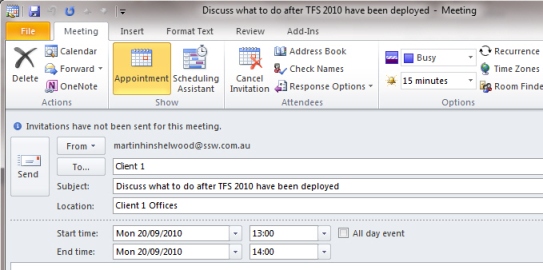 Discuss what to do after TFS 2010 have been deployed - Meeting
File Meeting Insert Format Text Review Add-Ins
Delete
Calendar
Forward
OneNote
Actions
Appointment
Scheduling Assistant
Show
Cancel Invitation
Address Book
Check Names
Response Options
Attendees
Busy
15 minutes
Recurrence
Time Zones
Room Finde
Options
Invitations have not been sent for this meeting.
Send
From martinhinshelwood@ssw.com.au
To... Client 1
Subject: Discuss what to do after TFS 2010 have been deployed
Location: Client 1 Offices
Start time: Mon 20/09/2010 13:00 All day event
End time: Mon 20/09/2010 14:00